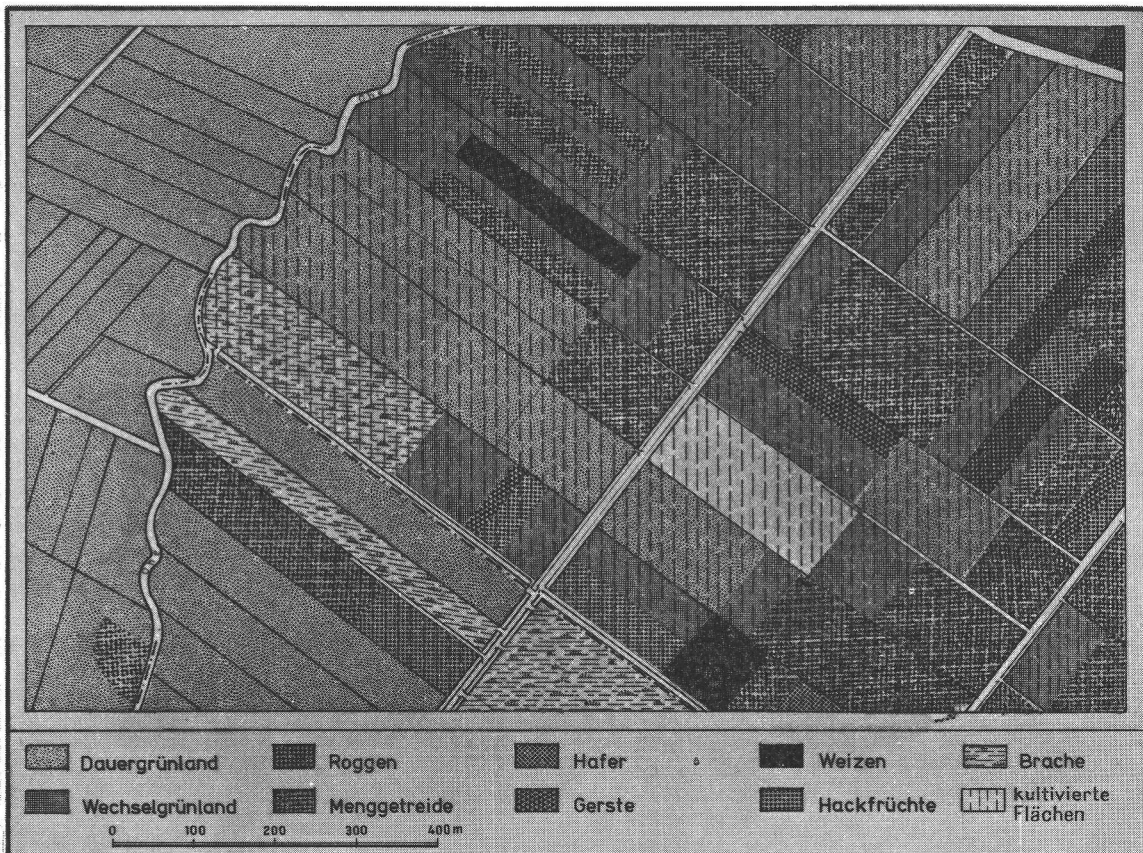 Dauergrünland
Roggen
Hafer
Weizen
Brache
Wechselgrünland
Menggetreide
Gerste
Hackfrüchte
kultivierte
Flächen
0 100 200 300 400 m